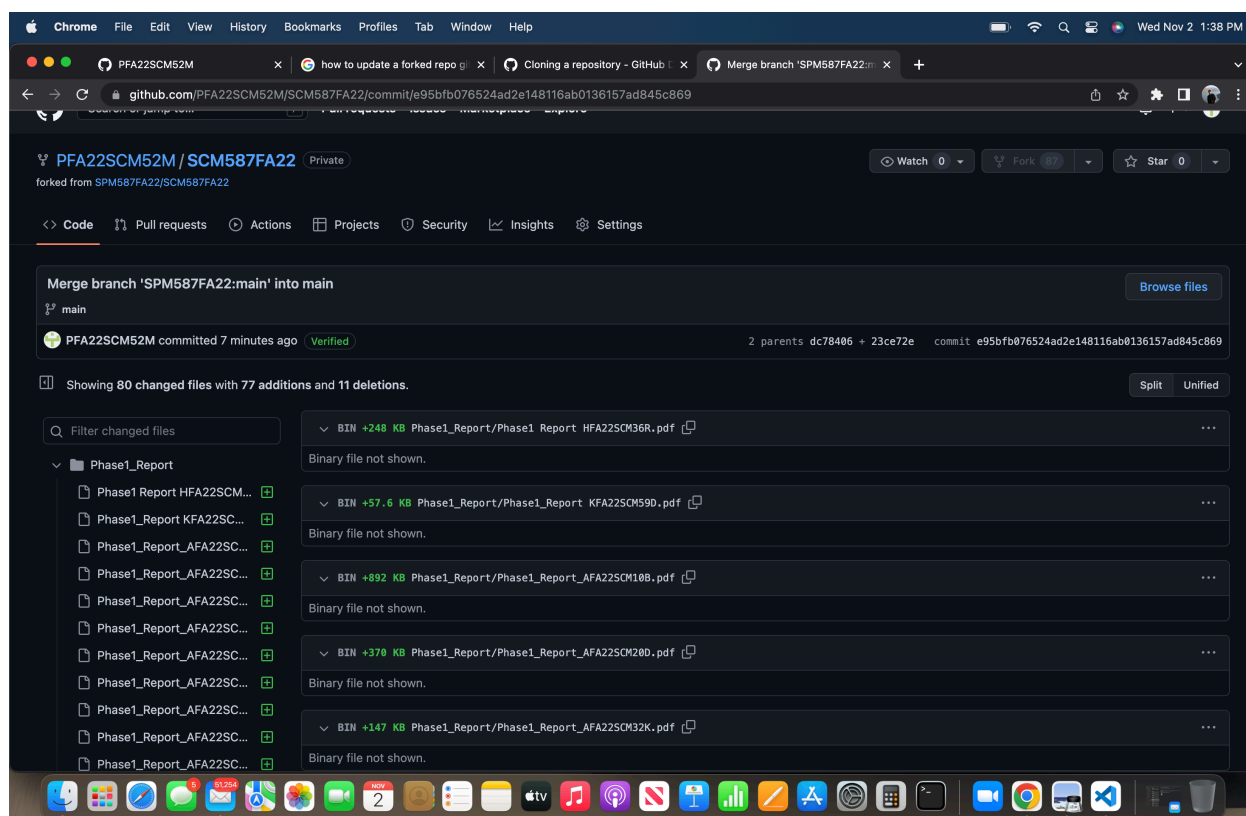 Chrome File Edit View History Bookmarks Profiles Tab Window Help Wed Nov 2 1:38 PM
PFA22SCM52M how to update a forked repo gi Cloning a repository - GitHub D Merge branch 'SPM587FA22:m
github.com/PFA22SCM52M/SCM587FA22/commit/e95bfb076524ad2e148116ab0136157ad845c869
PFA22SCM52M / SCM587FA22 Private Watch 0 Fork 87 Star 0
forked from SPM587FA22/SCM587FA22
Code Pull requests Actions Projects Security Insights Settings
Merge branch 'SPM587FA22:main' into main Browse files
main
PFA22SCM52M committed 7 minutes ago Verified 2 parents dc78406 + 23ce72e commit e95bfb076524ad2e148116ab0136157ad845c869
Showing 80 changed files with 77 additions and 11 deletions. Split Unified
Filter changed files
Phase1_Report
Phase1 Report HFA22SCM...
Phase1_Report KFA22SC...
Phase1_Report_AFA22SC...
Phase1_Report_AFA22SC...
Phase1_Report_AFA22SC...
Phase1_Report_AFA22SC...
Phase1_Report_AFA22SC...
Phase1_Report_AFA22SC...
Phase1_Report_AFA22SC...
Phase1_Report_AFA22SC...
Phase1_Report_AFA22SC...
BIN +248 KB Phase1_Report/Phase1 Report HFA22SCM36R.pdf
Binary file not shown.
BIN +57.6 KB Phase1_Report/Phase1_Report KFA22SCM59D.pdf
Binary file not shown.
BIN +892 KB Phase1_Report/Phase1_Report_AFA22SCM10B.pdf
Binary file not shown.
BIN +370 KB Phase1_Report/Phase1_Report_AFA22SCM20D.pdf
Binary file not shown.
BIN +147 KB Phase1_Report/Phase1_Report_AFA22SCM32K.pdf
Binary file not shown.
5 51,254 NOV 2 tv